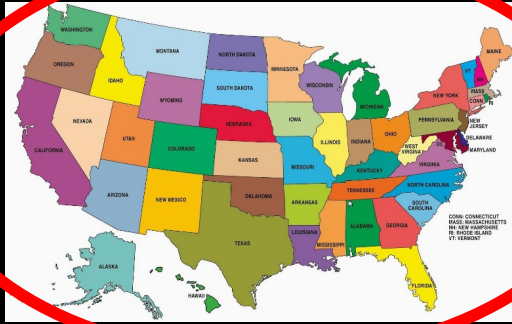 WASHINGTON
OREGON
CALIFORNIA
NEVADA
IDAHO
MONTANA
WYOMING
UTAH
ARIZONA
COLORADO
NEW MEXICO
NORTH DAKOTA
SOUTH DAKOTA
NEBRASKA
KANSAS
OKLAHOMA
TEXAS
MINNESOTA
IOWA
MISSOURI
ARKANSAS
LOUISIANA
WISCONSIN
ILLINOIS
MICHIGAN
INDIANA
OHIO
KENTUCKY
TENNESSEE
MISSISSIPPI
ALABAMA
GEORGIA
FLORIDA
SOUTH
CAROLINA
NORTH CAROLINA
VIRGINIA
WEST
VIRGINIA
DC
MARYLAND
DELAWARE
NEW
JERSEY
PENNSYLVANIA
NEW YORK
CONN
RI
MASS
VT
NH
MAINE
ALASKA
HAWAII
CONN: CONNECTICUT
MASS: MASSACHUSETTS
NH: NEW HAMPSHIRE
RI: RHODE ISLAND
VT: VERMONT